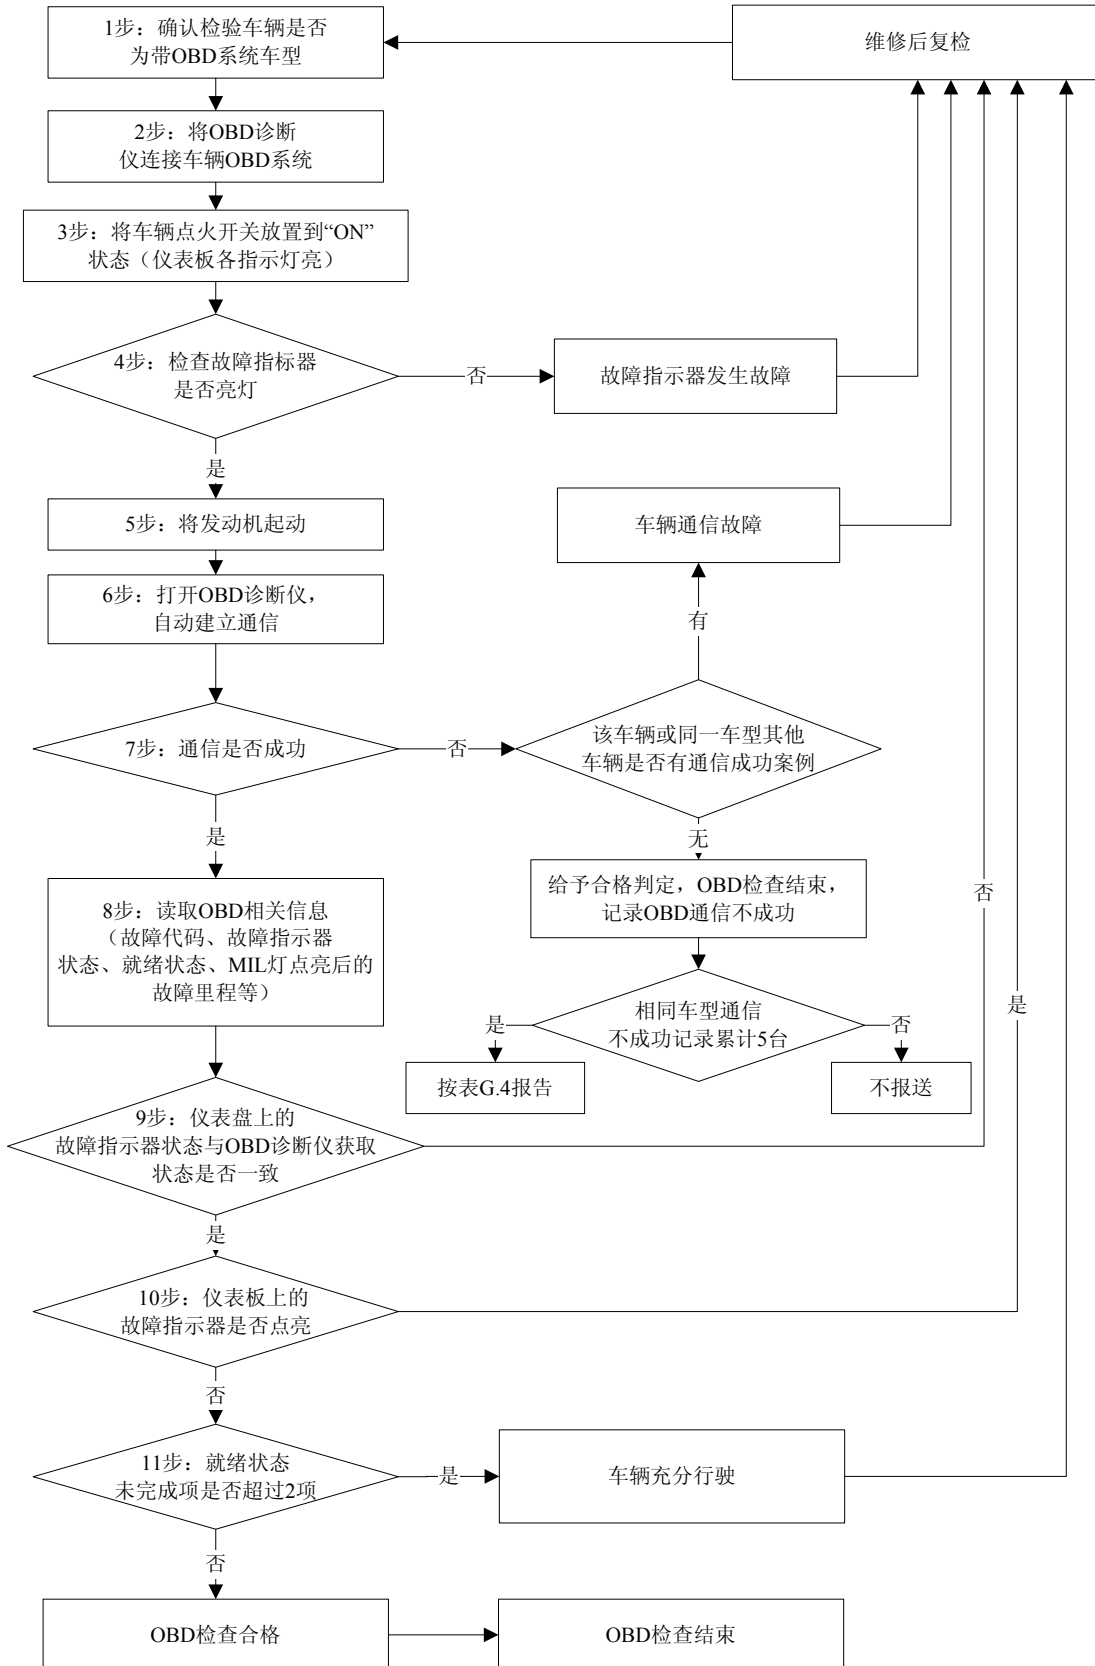 1步：确认检验车辆是否
为带OBD系统车型
维修后复检
2步：将OBD诊断
仪连接车辆OBD系统
3步：将车辆点火开关放置到“ON”
状态（仪表板各指示灯亮）
4步：检查故障指标器
是否亮灯
否
故障指示器发生故障
是
5步：将发动机起动
车辆通信故障
6步：打开OBD诊断仪，
自动建立通信
有
7步：通信是否成功
否
该车辆或同一车型其他
车辆是否有通信成功案例
是
无
8步：读取OBD相关信息
（故障代码、故障指示器
状态、就绪状态、MIL灯点亮后的
故障里程等）
给予合格判定，OBD检查结束，
记录OBD通信不成功
否
是
相同车型通信
不成功记录累计5台
是
否
按表G.4报告
不报送
9步：仪表盘上的
故障指示器状态与OBD诊断仪获取
状态是否一致
是
10步：仪表板上的
故障指示器是否点亮
否
11步：就绪状态
未完成项是否超过2项
是
车辆充分行驶
否
OBD检查合格
OBD检查结束